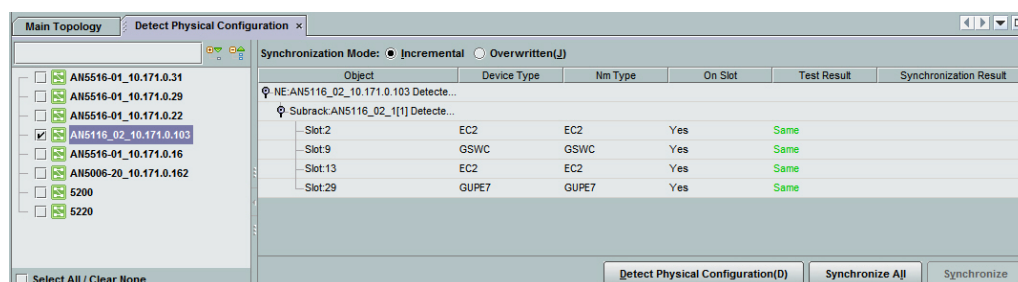 Main Topology
Detect Physical Configuration ×
Synchronization Mode: Incremental Overwritten(J)
Object Device Type Nm Type On Slot Test Result Synchronization Result
NE:AN5116_02_10.171.0.103 Detecte...
Subrack:AN5116_02_1[1] Detecte...
Slot:2 EC2 EC2 Yes Same
Slot:9 GSWC GSWC Yes Same
Slot:13 EC2 EC2 Yes Same
Slot:29 GUPE7 GUPE7 Yes Same
AN5516-01_10.171.0.31
AN5516-01_10.171.0.29
AN5516-01_10.171.0.22
AN5116_02_10.171.0.103
AN5516-01_10.171.0.16
AN5006-20_10.171.0.162
5200
5220
Select All / Clear None
Detect Physical Configuration(D) Synchronize All Synchronize